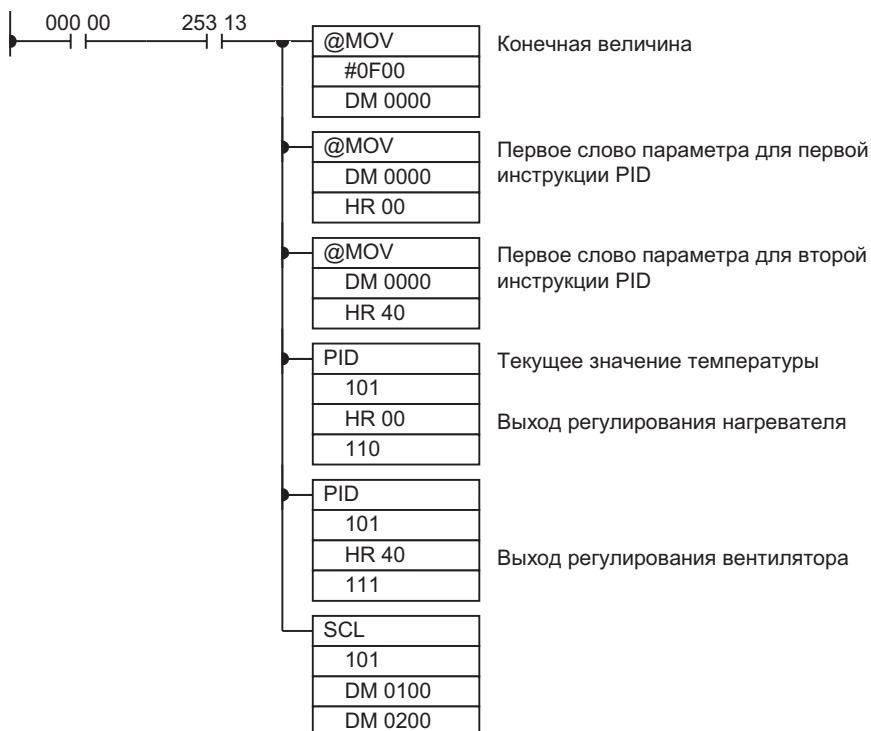 000 00 253 13
@MOV Конечная величина
#0F00
DM 0000
@MOV Первое слово параметра для первой
DM 0000 инструкции PID
HR 00
@MOV Первое слово параметра для второй
DM 0000 инструкции PID
HR 40
PID Текущее значение температуры
101
HR 00 Выход регулирования нагревателя
110
PID
101
HR 40 Выход регулирования вентилятора
111
SCL
101
DM 0100
DM 0200